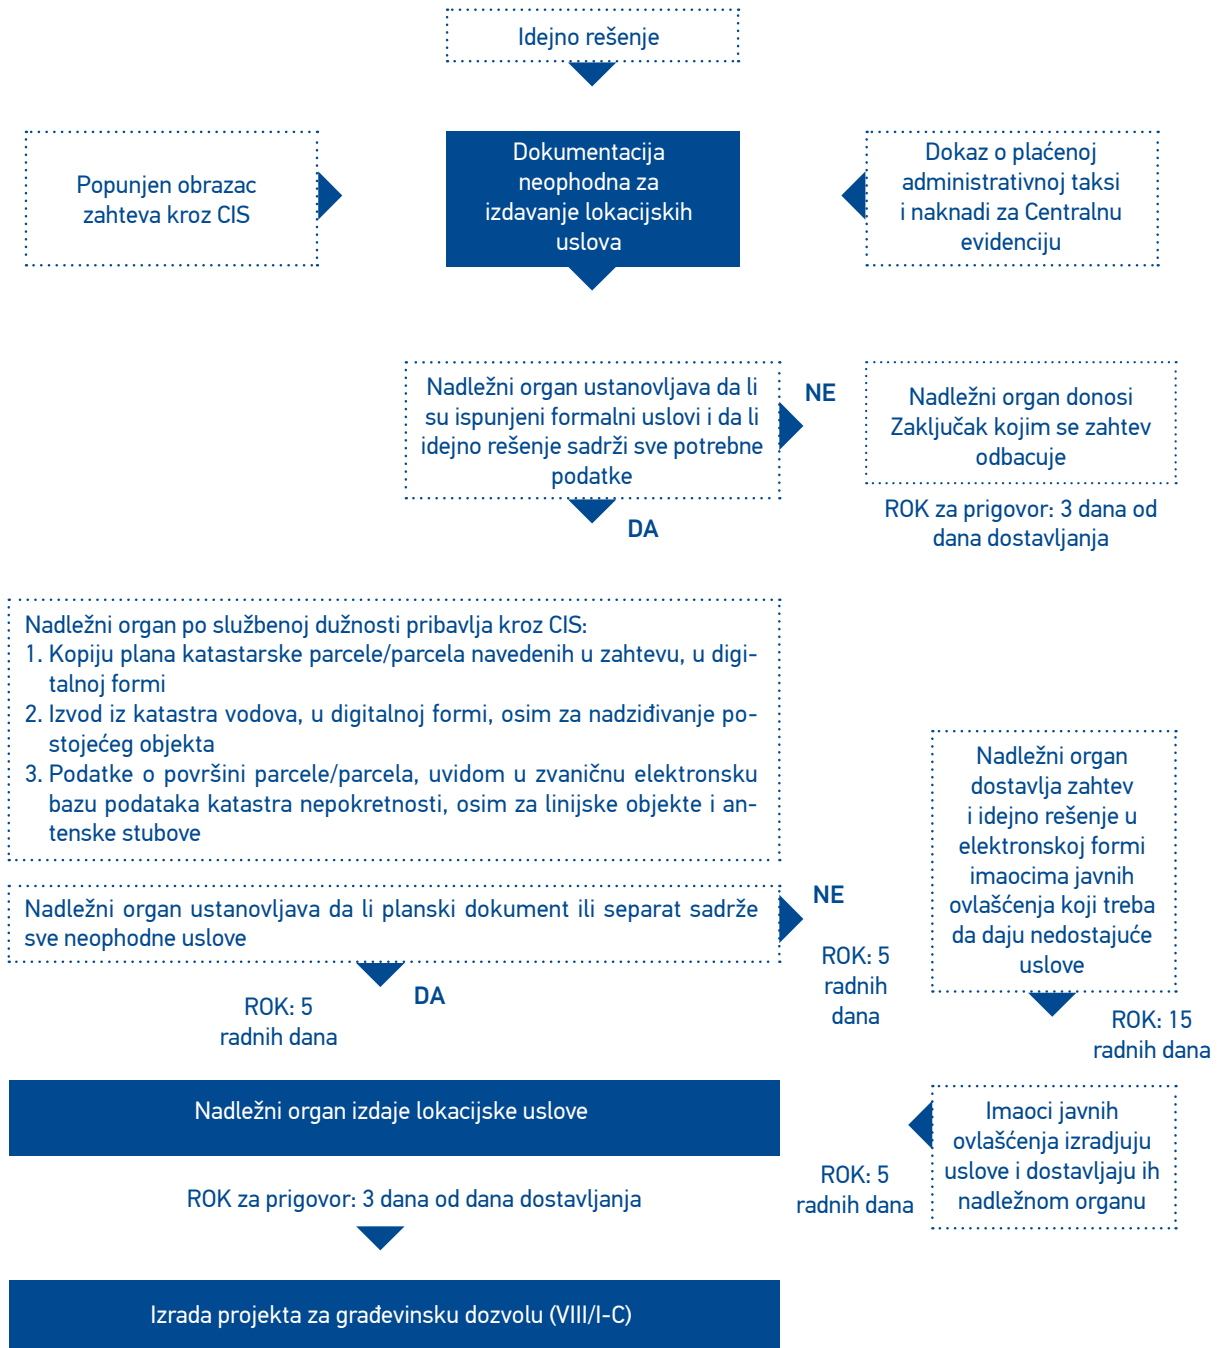 Idejno rešenje
Popunjen obrazac
zahteva kroz CIS
Dokumentacija
neophodna za
izdavanje lokacijskih
uslova
Dokaz o plaćenoj
administrativnoj taksi
i naknadi za Centralnu
evidenciju
Nadležni organ ustanovljava da li
su ispunjeni formalni uslovi i da li
idejno rešenje sadrži sve potrebne
podatke
NE
Nadležni organ donosi
Zaključak kojim se zahtev
odbacuje
ROK za prigovor: 3 dana od
dana dostavljanja
DA
Nadležni organ po službenoj dužnosti pribavlja kroz CIS:
1. Kopiju plana katastarske parcele/parcela navedenih u zahtevu, u digi-
talnoj formi
2. Izvod iz katastra vodova, u digitalnoj formi, osim za nadziđivanje po-
stojećeg objekta
3. Podatke o površini parcele/parcela, uvidom u zvaničnu elektronsku
bazu podataka katastra nepokretnosti, osim za linijske objekte i an-
tenske stubove
Nadležni organ ustanovljava da li planski dokument ili separat sadrže
sve neophodne uslove
NE
ROK: 5
radnih
dana
Nadležni organ
dostavlja zahtev
i idejno rešenje u
elektronskoj formi
imaocima javnih
ovlašćenja koji treba
da daju nedostajuće
uslove
DA
ROK: 5
radnih dana
ROK: 15
radnih dana
Nadležni organ izdaje lokacijske uslove
Imaoci javnih
ovlašćenja izradjuju
uslove i dostavljaju ih
nadležnom organu
ROK: 5
radnih dana
ROK za prigovor: 3 dana od dana dostavljanja
Izrada projekta za građevinsku dozvolu (VIII/I-C)